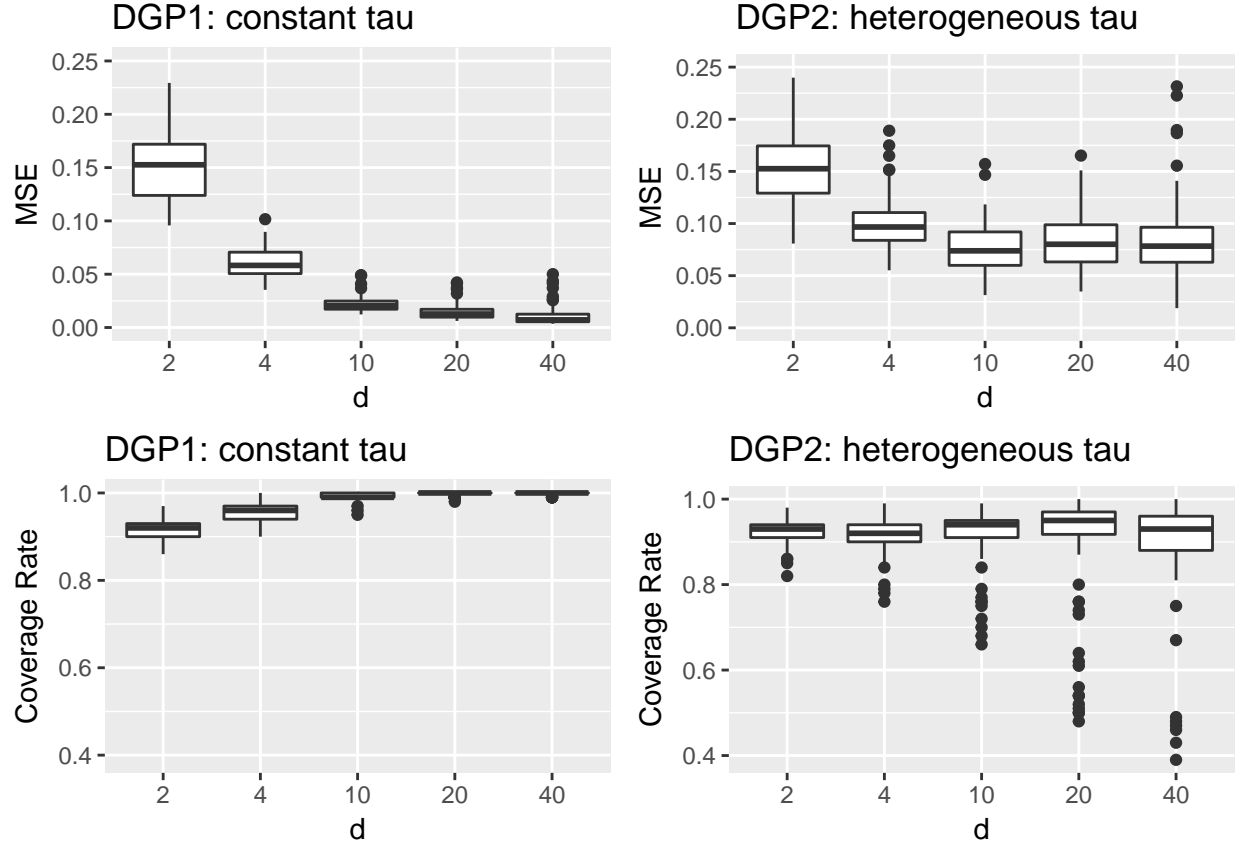 DGP1: constant tau
MSE
0.25
0.20
0.15
0.10
0.05
0.00
2 4 10 20 40
d
DGP2: heterogeneous tau
MSE
0.25
0.20
0.15
0.10
0.05
0.00
2 4 10 20 40
d
DGP1: constant tau
Coverage Rate
1.0
0.8
0.6
0.4
2 4 10 20 40
d
DGP2: heterogeneous tau
Coverage Rate
1.0
0.8
0.6
0.4
2 4 10 20 40
d